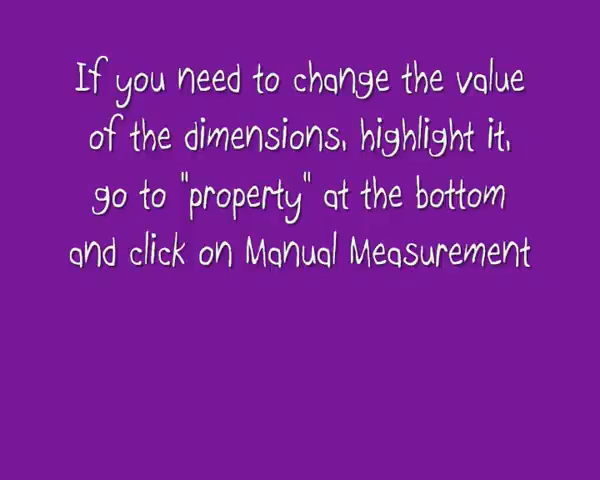 If you need to change the value
of the dimensions, highlight it,
go to "property" at the bottom
and click on Manual Measurement